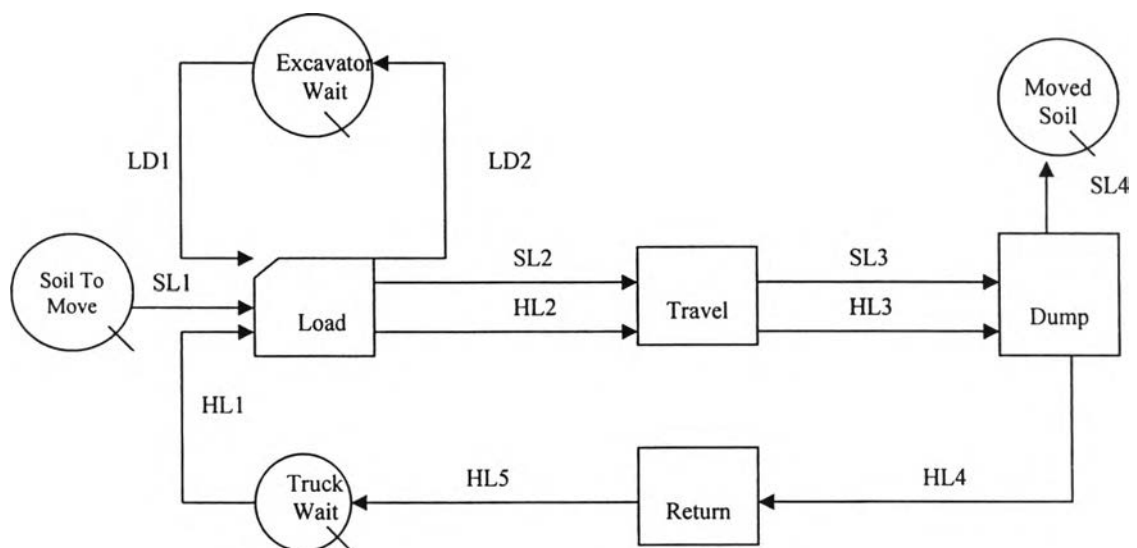 Excavator
Wait
Moved
Soil
LD1
LD2
SL4
Soil To
Move
SL1
SL2
SL3
Load
HL2
Travel
HL3
Dump
HL1
Truck
Wait
HL5
Return
HL4